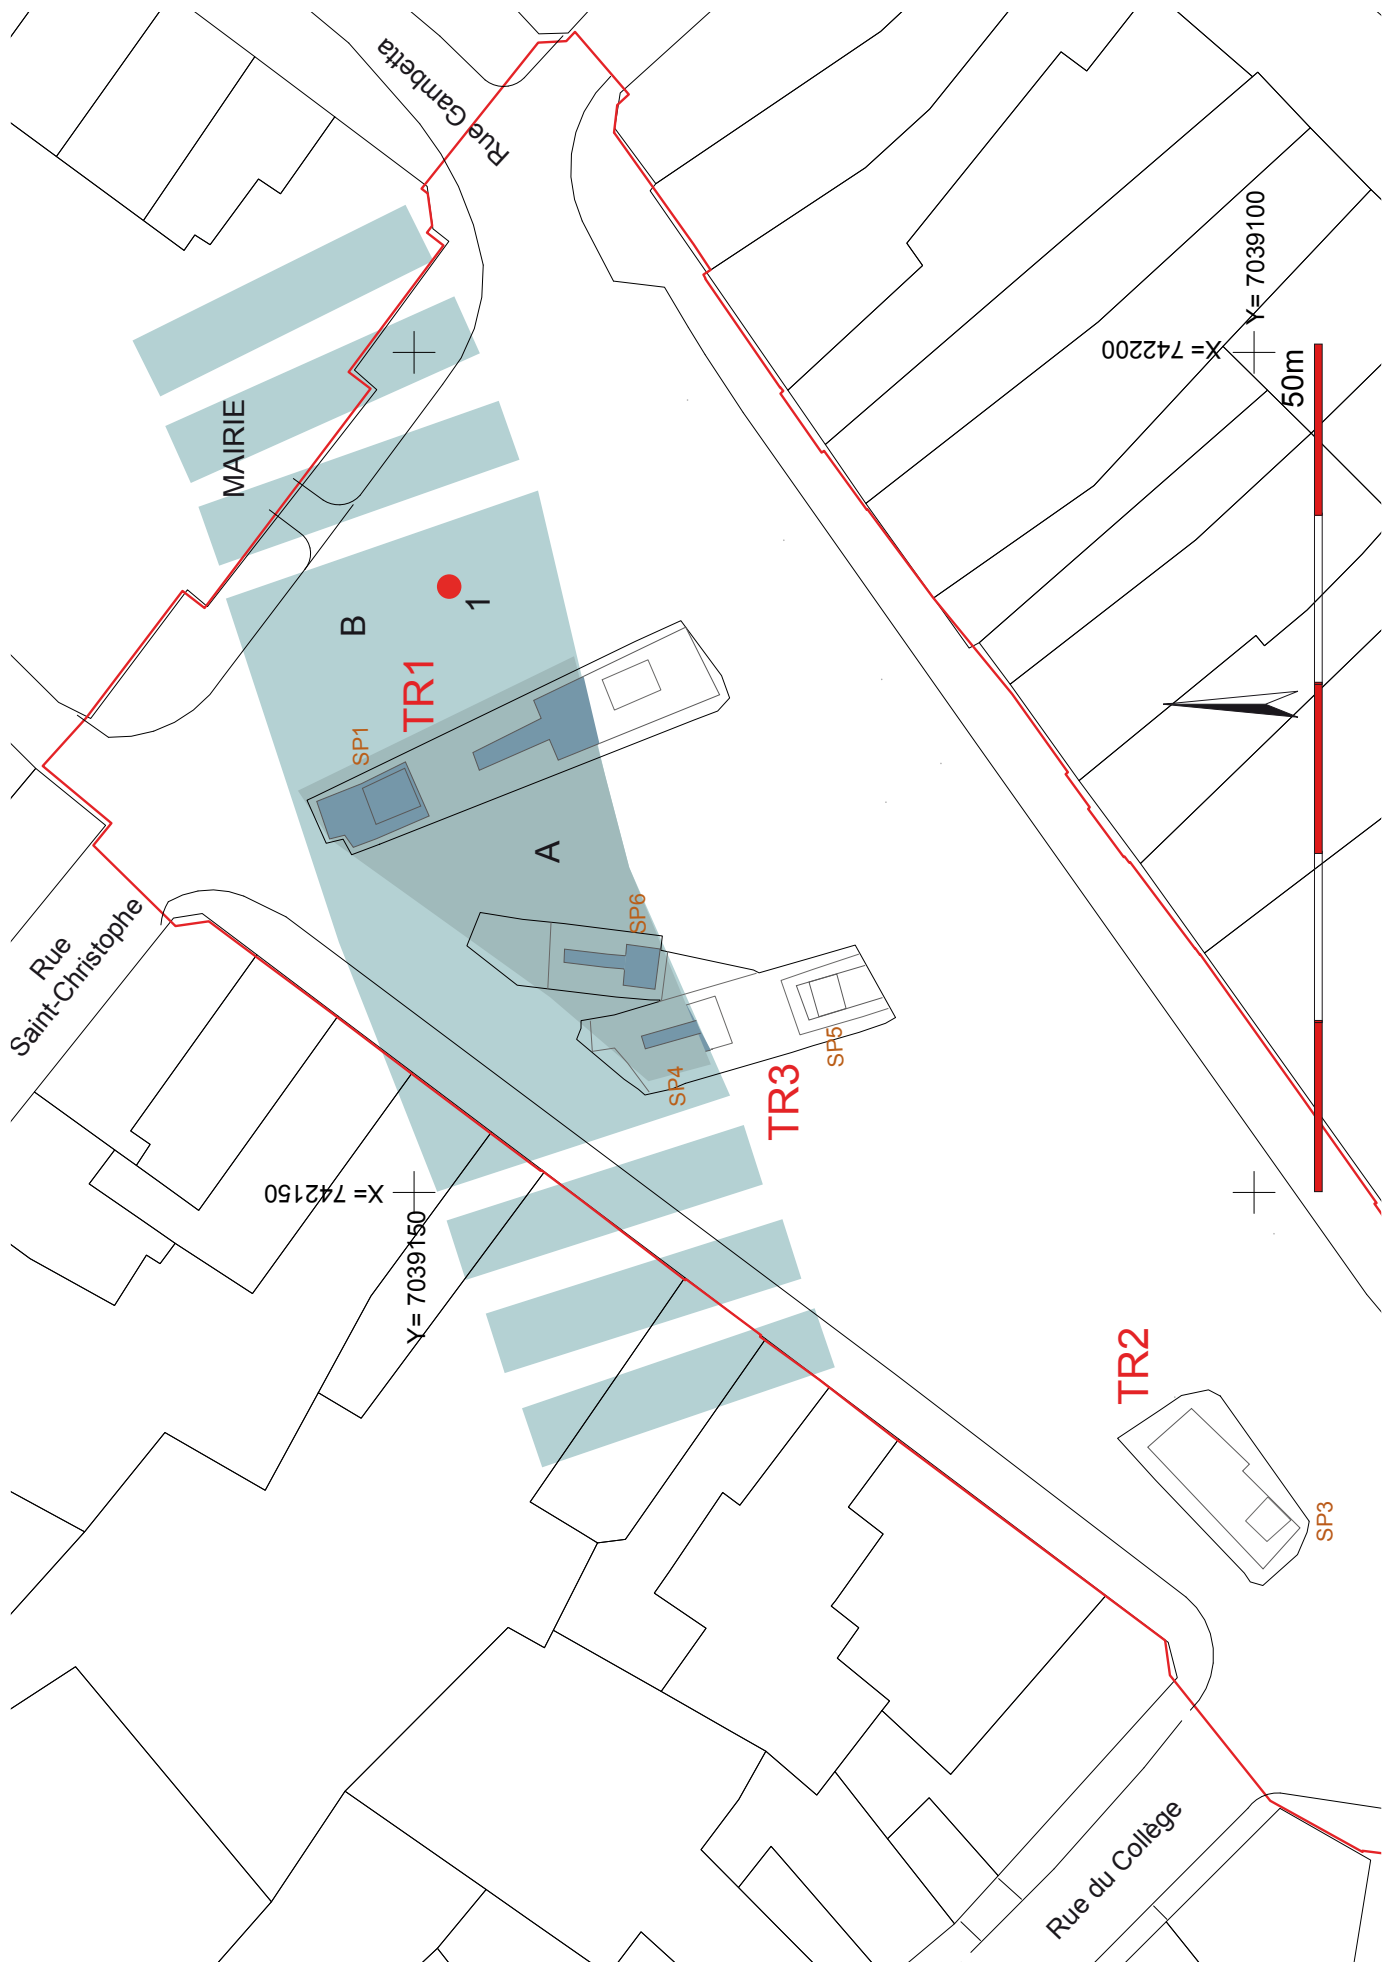 Rue Gambetta
MAIRIE
Y= 7039100
X= 742200
50m
B
1
TR1
SP1
A
Rue
Saint-Christophe
SP6
SP5
SP4
TR3
X= 742150
Y= 7039150
TR2
SP3
Rue du Collège